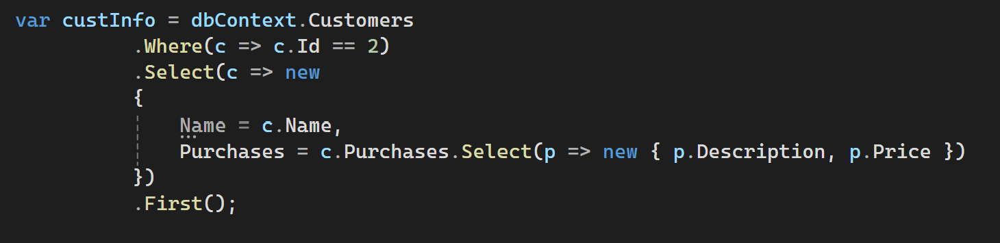 var custInfo = dbContext.Customers
.Where(c => c.Id == 2)
.Select(c => new
{
Name = c.Name,
Purchases = c.Purchases.Select(p => new { p.Description, p.Price })
})
.First();